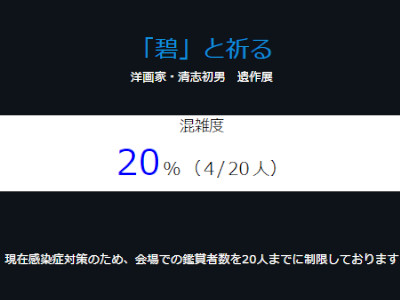 「碧」と祈る
洋画家・清志初男　遺作展
混雑度
20%（4/20人）
現在感染症対策のため、会場での鑑賞者数を20人までに制限しております